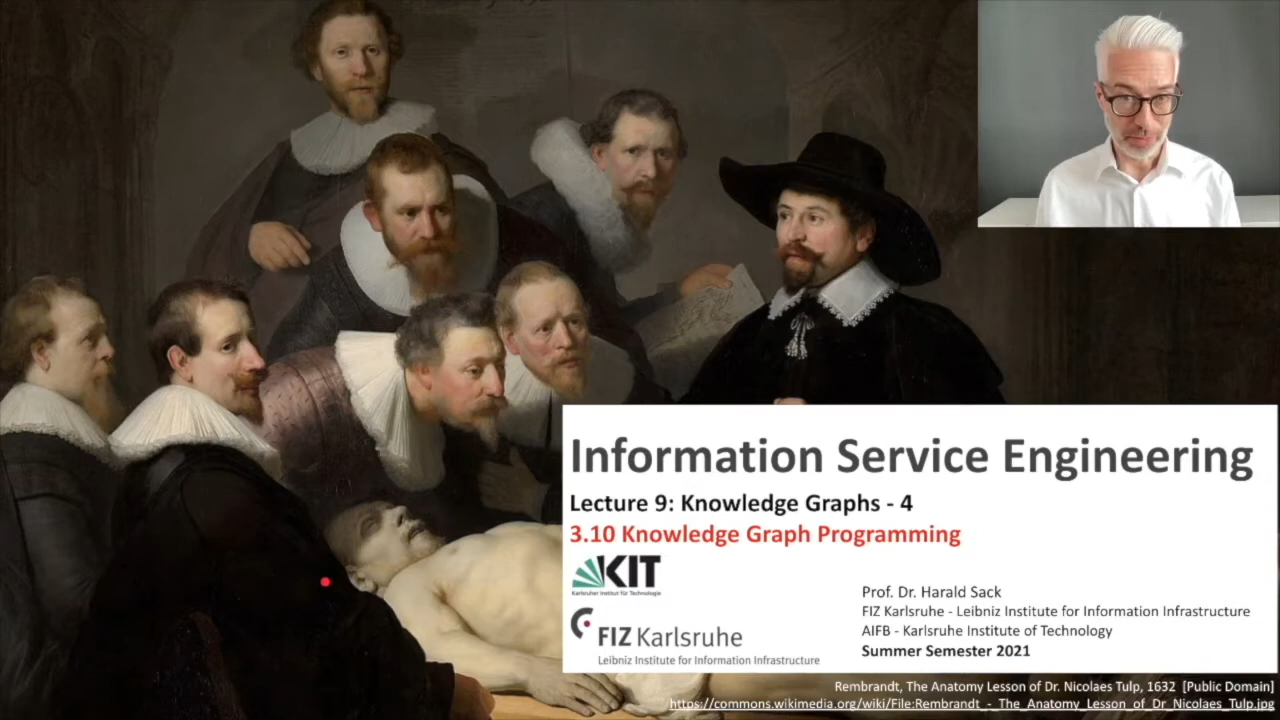 Information Service Engineering
Lecture 9: Knowledge Graphs - 4
3.10 Knowledge Graph Programming
KIT
Karlsruher Institut für Technologie
FIZ Karlsruhe
Leibniz Institute for Information Infrastructure
Prof. Dr. Harald Sack
FIZ Karlsruhe - Leibniz Institute for Information Infrastructure
AIFB - Karlsruhe Institute of Technology
Summer Semester 2021
Rembrandt, The Anatomy Lesson of Dr. Nicolaes Tulp, 1632 [Public Domain]
https://commons.wikimedia.org/wiki/File:Rembrandt_-_The_Anatomy_Lesson_of_Dr_Nicolaes_Tulp.jpg